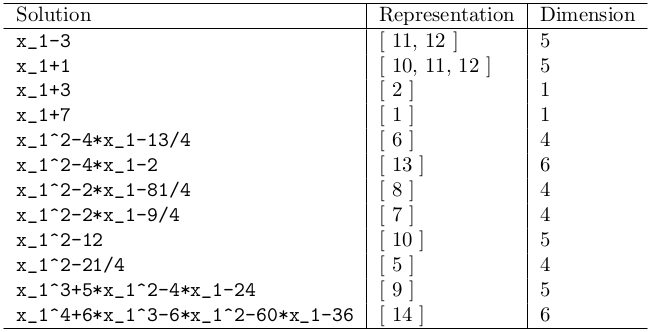 Solution Representation Dimension
x_1-3 [ 11, 12 ] 5
x_1+1 [ 10, 11, 12 ] 5
x_1+3 [ 2 ] 1
x_1+7 [ 1 ] 1
x_1^2-4*x_1-13/4 [ 6 ] 4
x_1^2-4*x_1-2 [ 13 ] 6
x_1^2-2*x_1-81/4 [ 8 ] 4
x_1^2-2*x_1-9/4 [ 7 ] 4
x_1^2-12 [ 10 ] 5
x_1^2-21/4 [ 5 ] 4
x_1^3+5*x_1^2-4*x_1-24 [ 9 ] 5
x_1^4+6*x_1^3-6*x_1^2-60*x_1-36 [ 14 ] 6